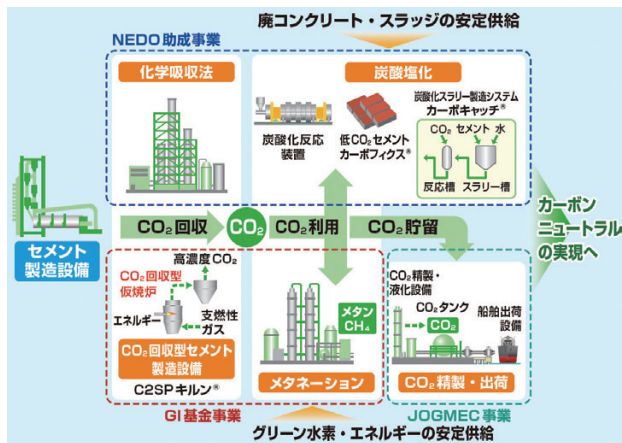 廃コンクリート・スラッジの安定供給
NEDO助成事業
化学吸収法
炭酸塩化
炭酸化反応
装置
低CO₂セメント
カーボフィクス®
炭酸化スラリー製造システム
カーボキャッチ®
CO₂ セメント 水
反応槽 スラリー槽
セメント
製造設備
CO₂回収
CO₂
CO₂利用
CO₂貯留
カーボン
ニュートラル
の実現へ
高濃度CO₂
CO₂回収型
仮焼炉
エネルギー
支燃性
ガス
CO₂回収型セメント
製造設備
C2SPキルン®
メタン
CH₄
メタネーション
CO₂精製・
液化設備
CO₂タンク
CO₂
船舶出荷
設備
CO₂精製・出荷
GI基金事業
JOGMEC事業
グリーン水素・エネルギーの安定供給